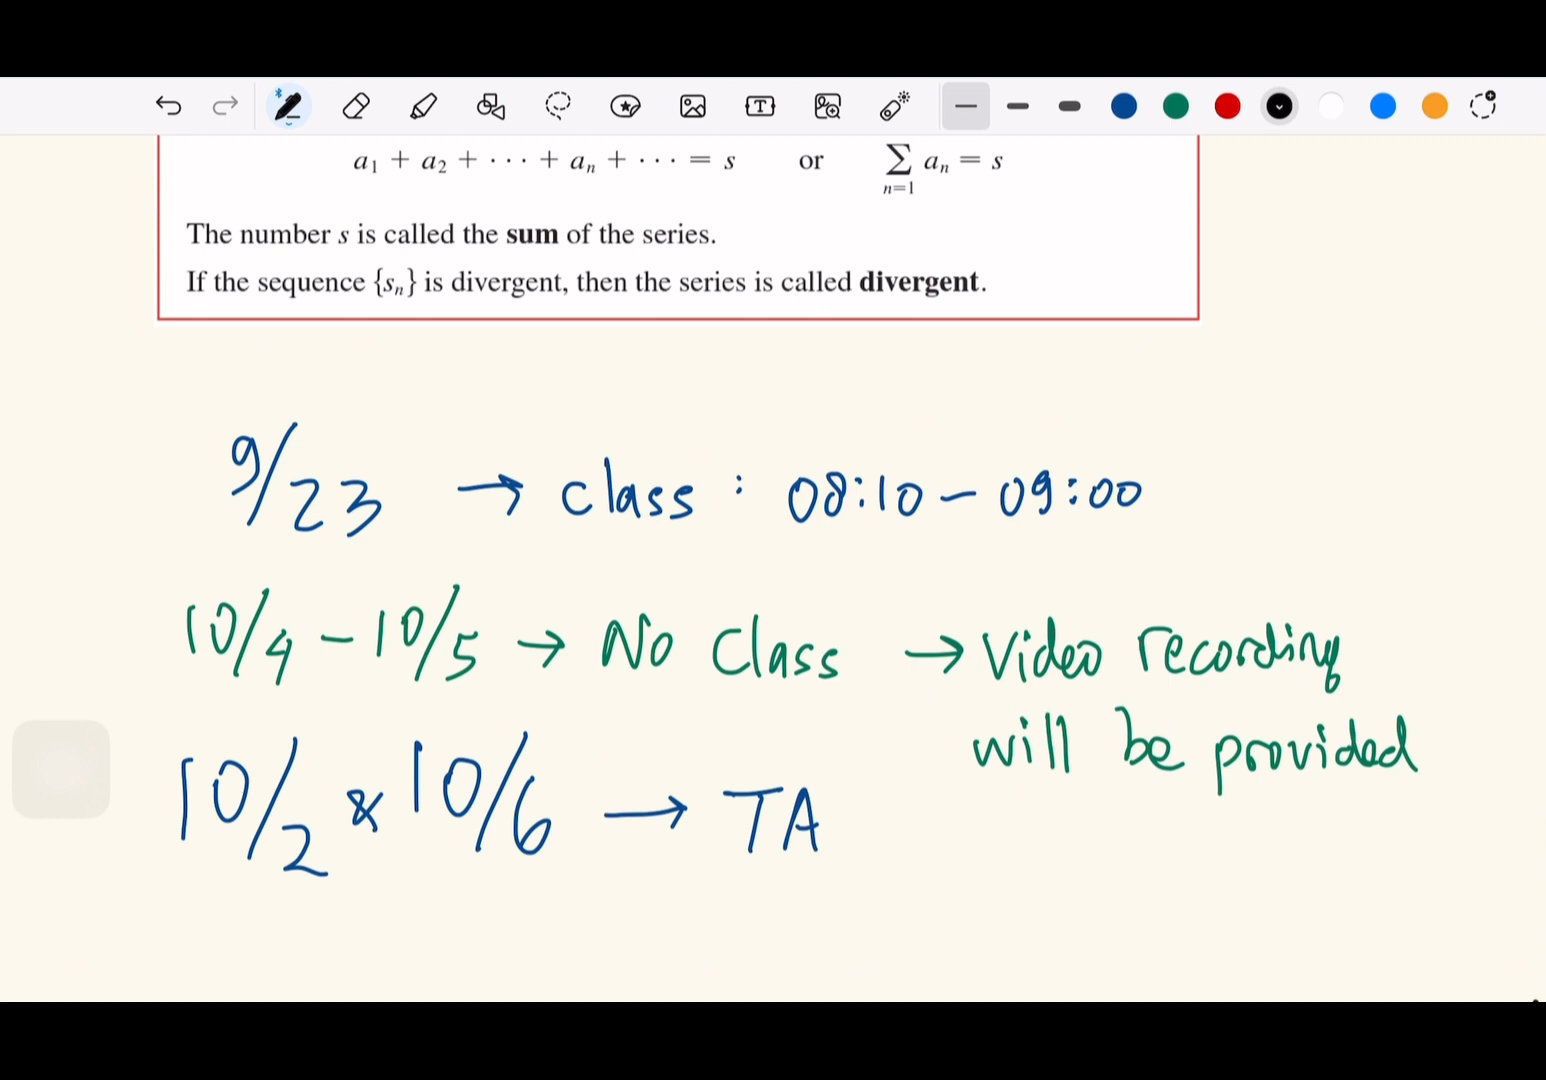 a₁ + a₂ + · · · + aₙ + · · · = s or ∑ₙ₌₁ aₙ = s
The number s is called the sum of the series.
If the sequence {sₙ} is divergent, then the series is called divergent.
9/23 → class : 08:10 – 09:00
10/4 – 10/5 → No Class → Video recording
will be provided
10/2 & 10/6 → TA